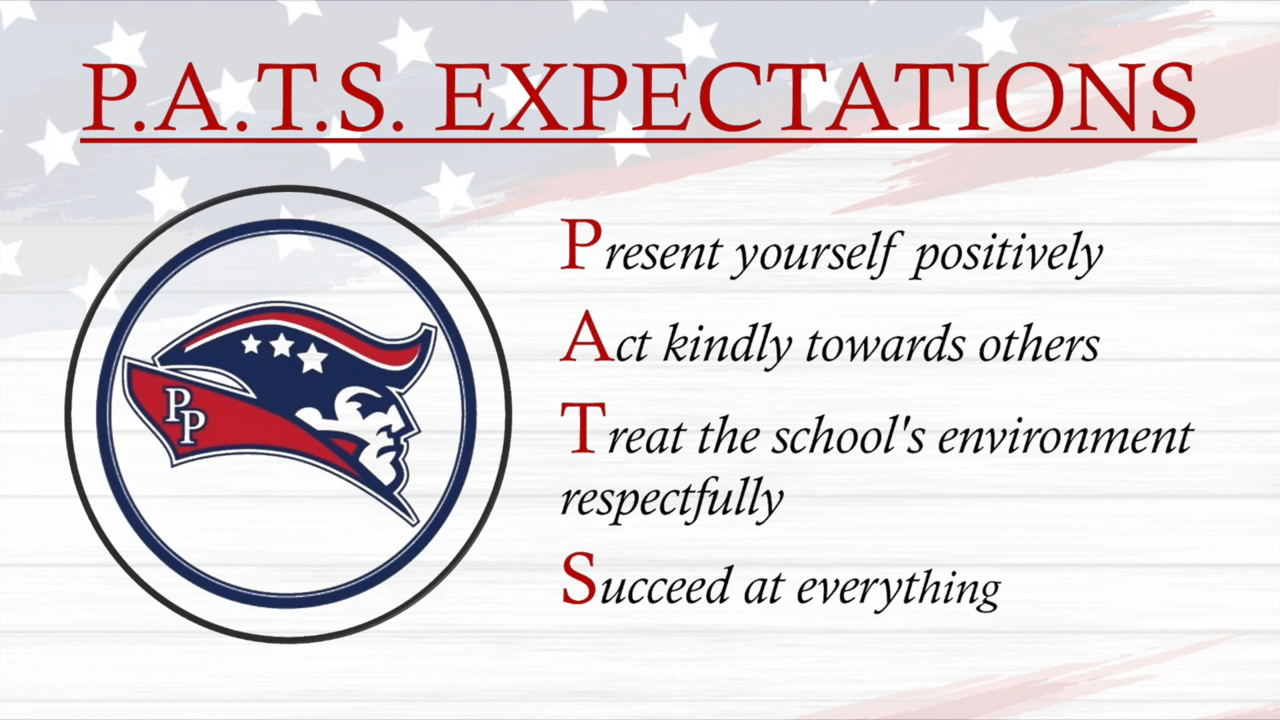 P.A.T.S. EXPECTATIONS
Present yourself positively
Act kindly towards others
Treat the school's environment
respectfully
Succeed at everything
PP